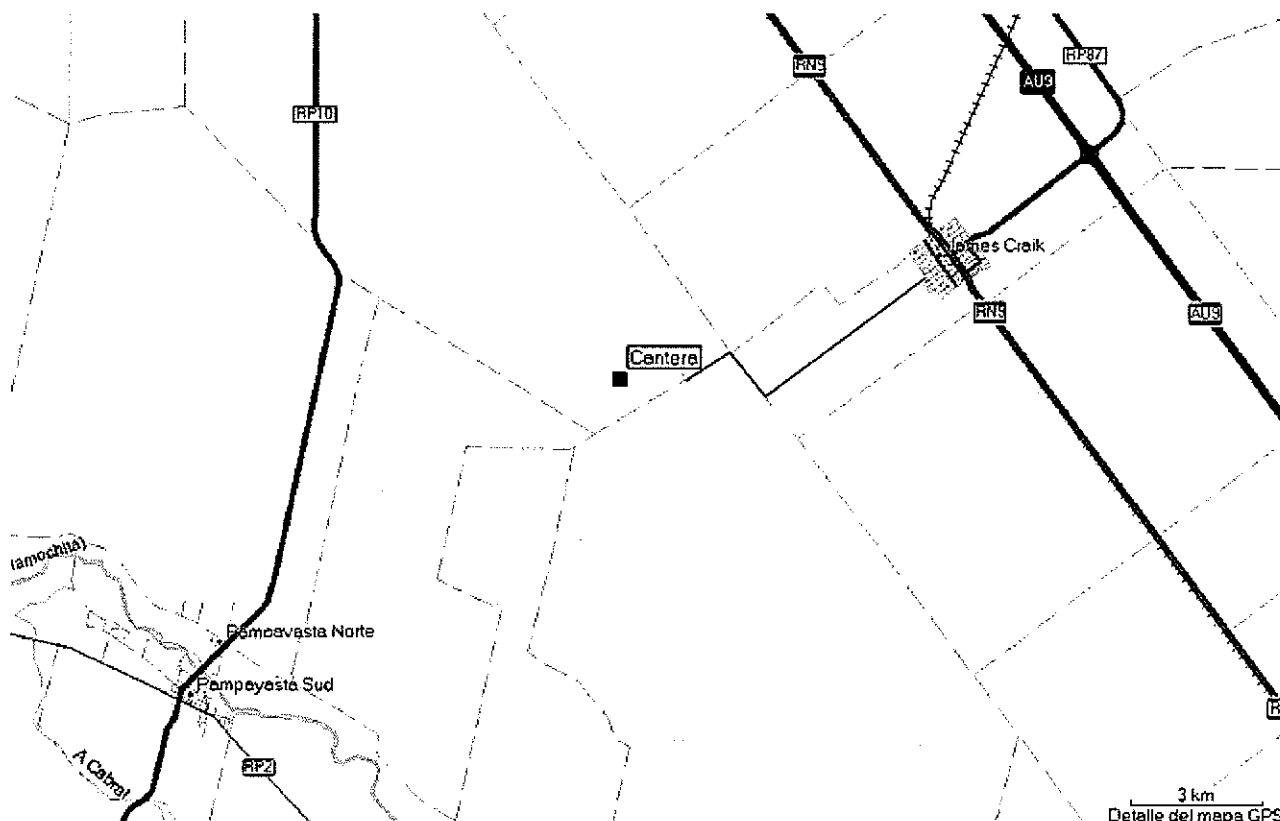 RN9
RP87
AU9
RP10
James Craik
RN9
AU9
Cantera
tamochita)
Pampayasta Norte
Pampayasta Sud
R
RP2
A Cabral
3 km
Detalle del mapa GPS